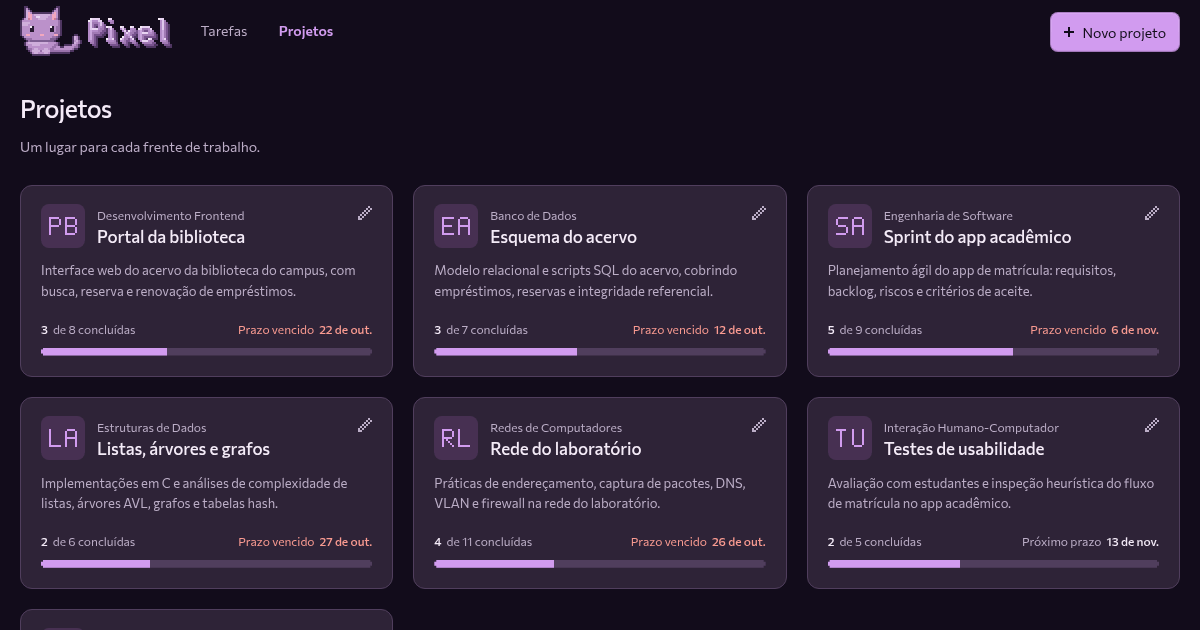 Pixel
Tarefas
Projetos
+ Novo projeto
Projetos
Um lugar para cada frente de trabalho.
PB
Desenvolvimento Frontend
Portal da biblioteca
Interface web do acervo da biblioteca do campus, com
busca, reserva e renovação de empréstimos.
3 de 8 concluídas
Prazo vencido 22 de out.
EA
Banco de Dados
Esquema do acervo
Modelo relacional e scripts SQL do acervo, cobrindo
empréstimos, reservas e integridade referencial.
3 de 7 concluídas
Prazo vencido 12 de out.
SA
Engenharia de Software
Sprint do app acadêmico
Planejamento ágil do app de matrícula: requisitos,
backlog, riscos e critérios de aceite.
5 de 9 concluídas
Prazo vencido 6 de nov.
LA
Estruturas de Dados
Listas, árvores e grafos
Implementações em C e análises de complexidade de
listas, árvores AVL, grafos e tabelas hash.
2 de 6 concluídas
Prazo vencido 27 de out.
RL
Redes de Computadores
Rede do laboratório
Práticas de endereçamento, captura de pacotes, DNS,
VLAN e firewall na rede do laboratório.
4 de 11 concluídas
Prazo vencido 26 de out.
TU
Interação Humano-Computador
Testes de usabilidade
Avaliação com estudantes e inspeção heurística do fluxo
de matrícula no app acadêmico.
2 de 5 concluídas
Próximo prazo 13 de nov.